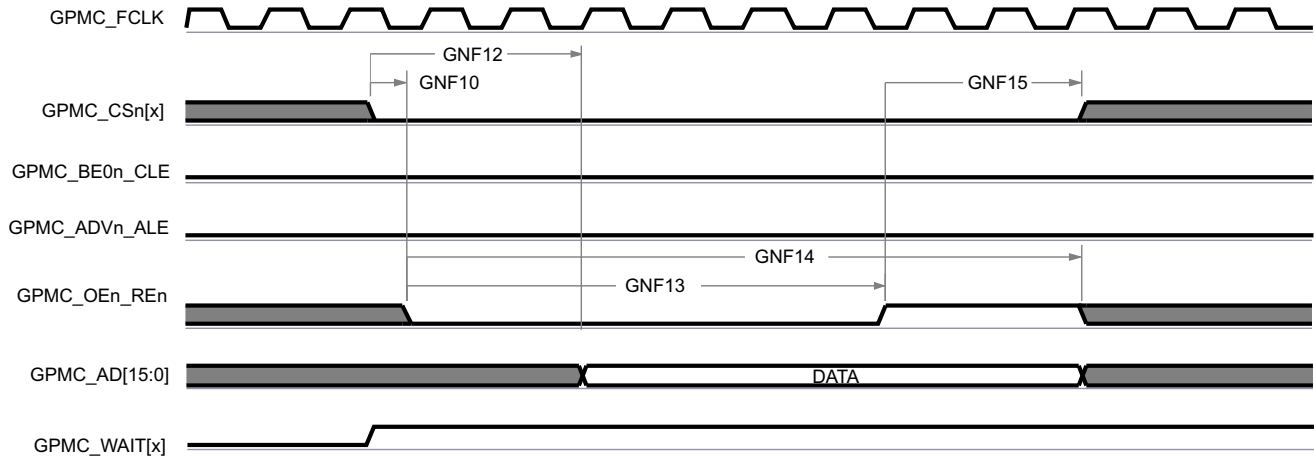 GPMC_FCLK
GNF12
GNF10
GNF15
GPMC_CSn[x]
GPMC_BE0n_CLE
GPMC_ADVn_ALE
GNF14
GNF13
GPMC_OEn_REn
GPMC_AD[15:0]
DATA
GPMC_WAIT[x]